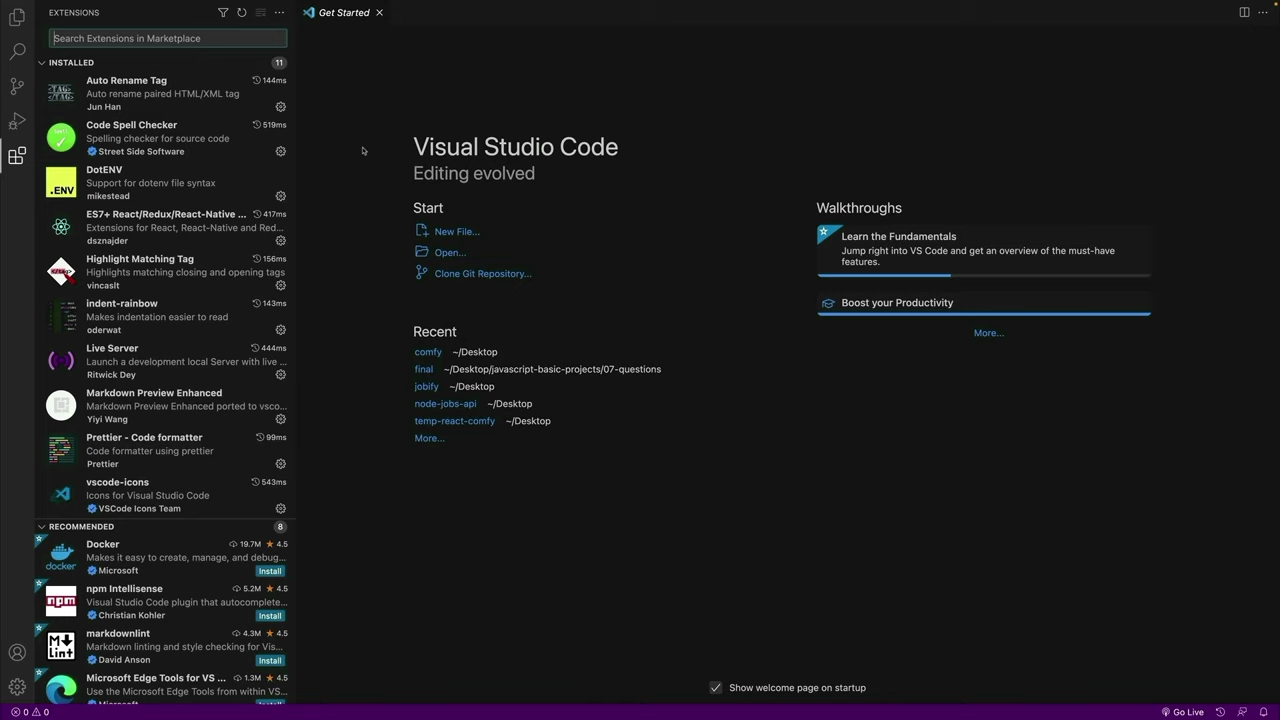 EXTENSIONS
Search Extensions in Marketplace
INSTALLED 11
Auto Rename Tag 144ms
Auto rename paired HTML/XML tag
Jun Han
Code Spell Checker 519ms
Spelling checker for source code
Street Side Software
.ENV
DotENV
Support for dotenv file syntax
mikestead
ES7+ React/Redux/React-Native ... 417ms
Extensions for React, React-Native and Red...
dsznajder
Highlight Matching Tag 156ms
Highlights matching closing and opening tags
vincaslt
indent-rainbow 143ms
Makes indentation easier to read
oderwat
Live Server 444ms
Launch a development local Server with live ...
Ritwick Dey
Markdown Preview Enhanced
Markdown Preview Enhanced ported to vsco...
Yiyi Wang
Prettier - Code formatter 99ms
Code formatter using prettier
Prettier
vscode-icons 543ms
Icons for Visual Studio Code
VSCode Icons Team
RECOMMENDED 8
docker
Docker 19.7M 4.5
Makes it easy to create, manage, and debug...
Microsoft Install
npm
npm Intellisense 5.2M 4.5
Visual Studio Code plugin that autocomplete...
Christian Kohler Install
markdownlint 4.3M 4.5
Markdown linting and style checking for Vis...
David Anson Install
Microsoft Edge Tools for VS ... 1.3M 4.5
Use the Microsoft Edge Tools from within VS...
Get Started
Visual Studio Code
Editing evolved
Start
New File...
Open...
Clone Git Repository...
Recent
comfy ~/Desktop
final ~/Desktop/javascript-basic-projects/07-questions
jobify ~/Desktop
node-jobs-api ~/Desktop
temp-react-comfy ~/Desktop
More...
Walkthroughs
Learn the Fundamentals
Jump right into VS Code and get an overview of the must-have
features.
Boost your Productivity
More...
Show welcome page on startup
0 0
Go Live